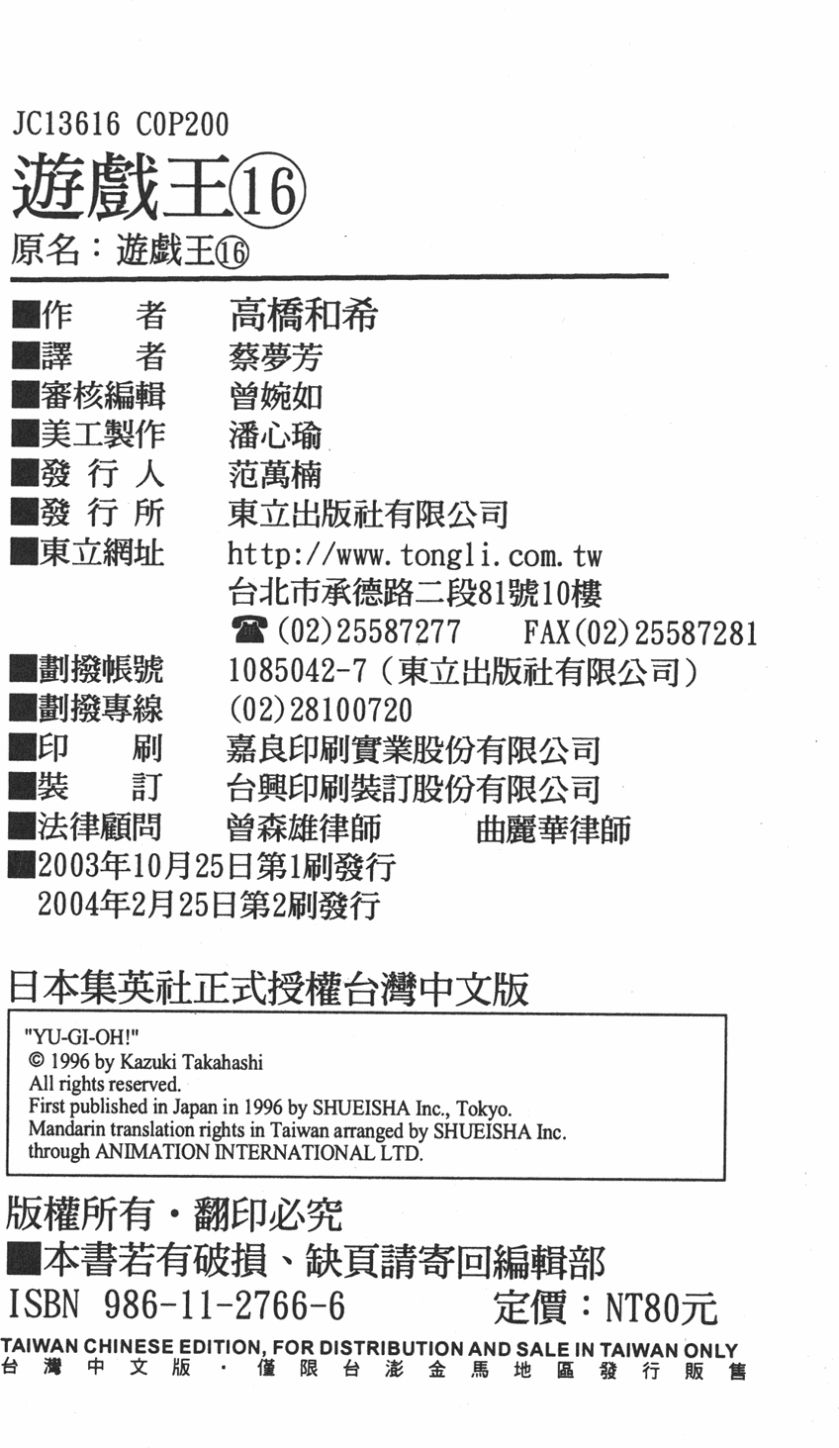 JC13616 C0P200
遊戲王⑯
原名：遊戯王⑯
■作　　者　高橋和希
■譯　　者　蔡夢芳
■審核編輯　曾婉如
■美工製作　潘心瑜
■發 行 人　范萬楠
■發 行 所　東立出版社有限公司
■東立網址　http://www.tongli.com.tw
台北市承德路二段81號10樓
☎(02)25587277　FAX(02)25587281
■劃撥帳號　1085042-7（東立出版社有限公司）
■劃撥專線　(02)28100720
■印　　刷　嘉良印刷實業股份有限公司
■裝　　訂　台興印刷裝訂股份有限公司
■法律顧問　曾森雄律師　曲麗華律師
■2003年10月25日第1刷發行
2004年2月25日第2刷發行
日本集英社正式授權台灣中文版
"YU-GI-OH!"
© 1996 by Kazuki Takahashi
All rights reserved.
First published in Japan in 1996 by SHUEISHA Inc., Tokyo.
Mandarin translation rights in Taiwan arranged by SHUEISHA Inc.
through ANIMATION INTERNATIONAL LTD.
版權所有・翻印必究
■本書若有破損、缺頁請寄回編輯部
ISBN 986-11-2766-6　定價：NT80元
TAIWAN CHINESE EDITION, FOR DISTRIBUTION AND SALE IN TAIWAN ONLY
台灣中文版・僅限台澎金馬地區發行販售